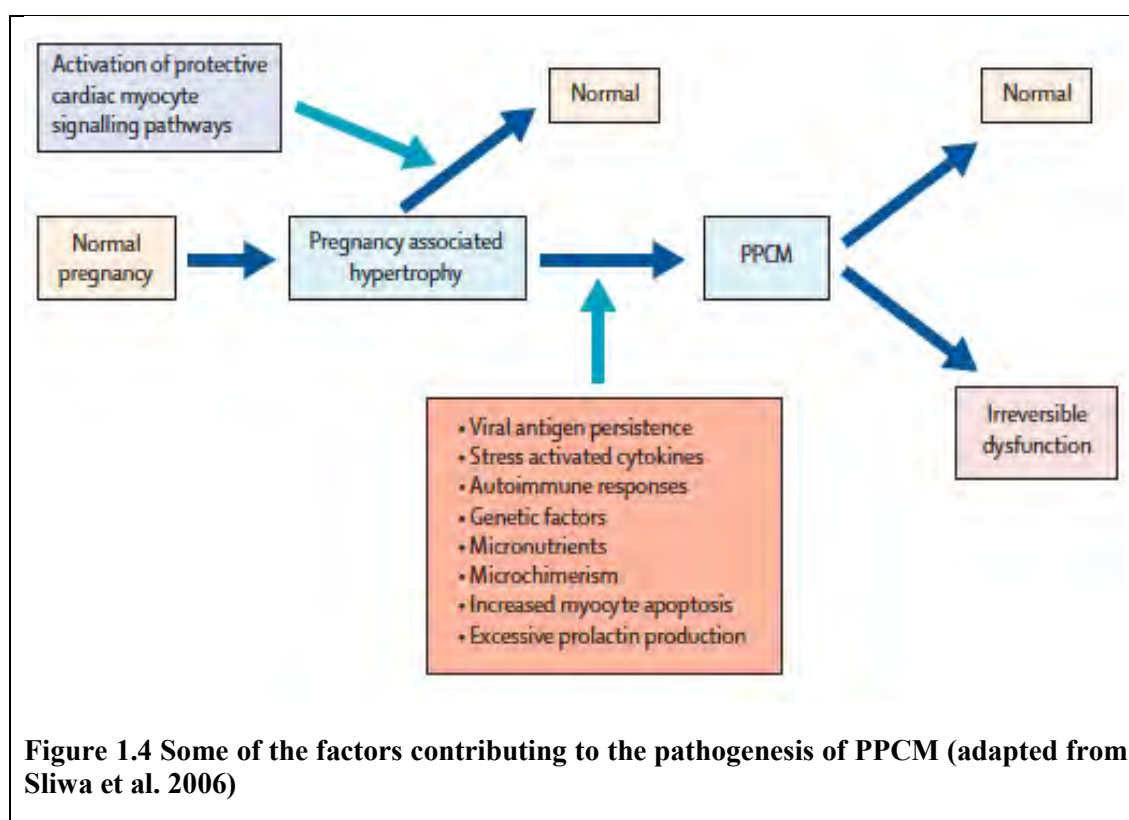 Activation of protective
cardiac myocyte
signalling pathways
Normal
Normal
Normal
pregnancy
Pregnancy associated
hypertrophy
PPCM
• Viral antigen persistence
• Stress activated cytokines
• Autoimmune responses
• Genetic factors
• Micronutrients
• Microchimerism
• Increased myocyte apoptosis
• Excessive prolactin production
Irreversible
dysfunction
Figure 1.4 Some of the factors contributing to the pathogenesis of PPCM (adapted from
Sliwa et al. 2006)